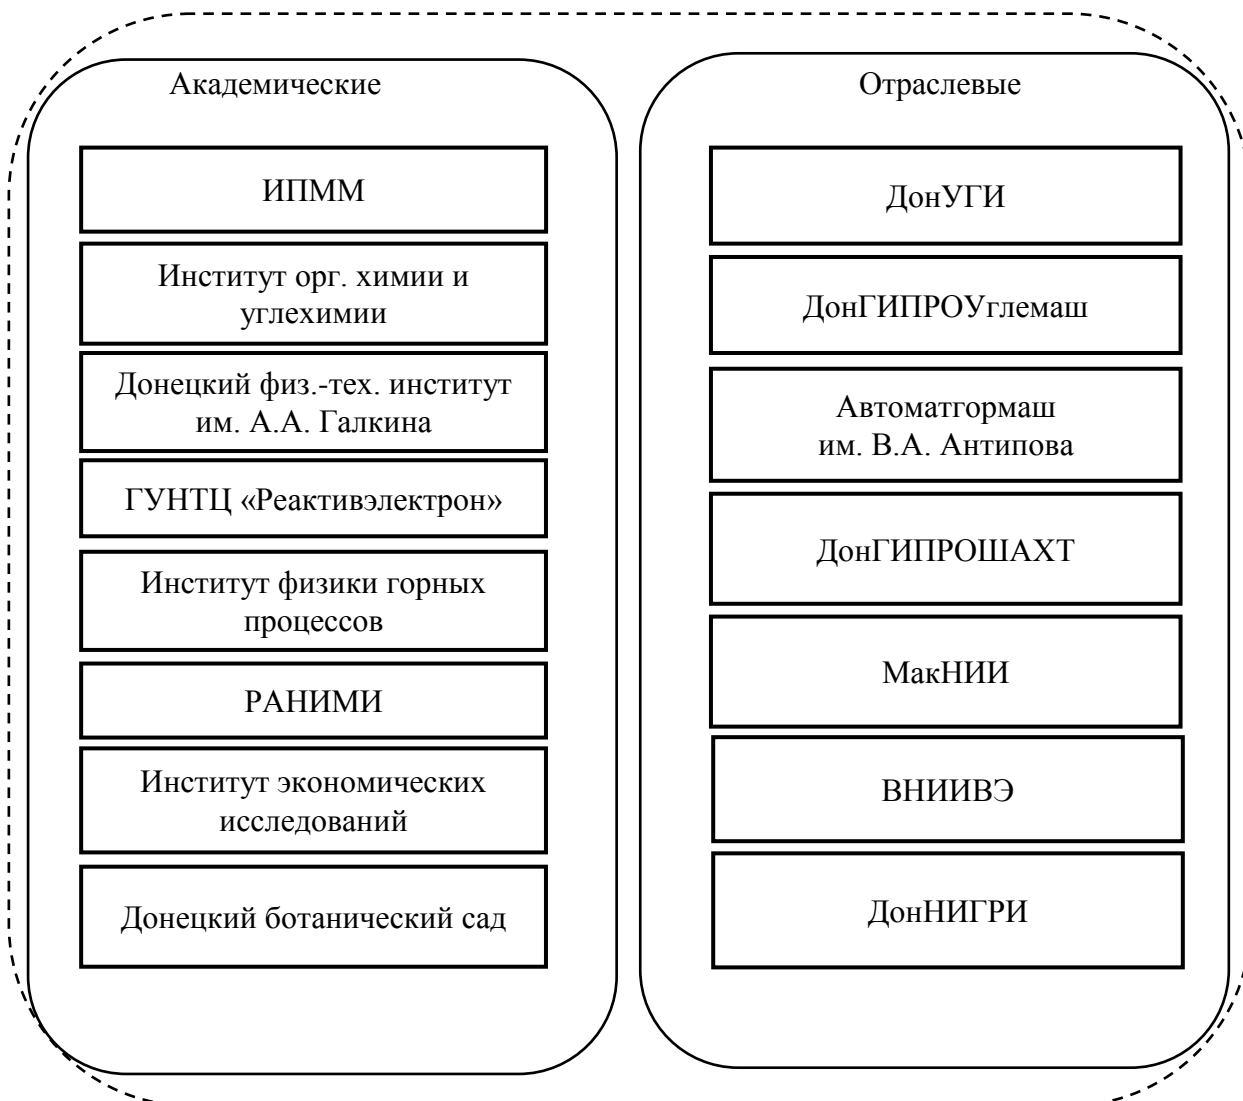 Академические
ИПММ
Институт орг. химии и
углехимии
Донецкий физ.-тех. институт
им. А.А. Галкина
ГУНТЦ «Реактивэлектрон»
Институт физики горных
процессов
РАНИМИ
Институт экономических
исследований
Донецкий ботанический сад
Отраслевые
ДонУГИ
ДонГИПРОУглемаш
Автоматгормаш
им. В.А. Антипова
ДонГИПРОШАХТ
МакНИИ
ВНИИВЭ
ДонНИГРИ